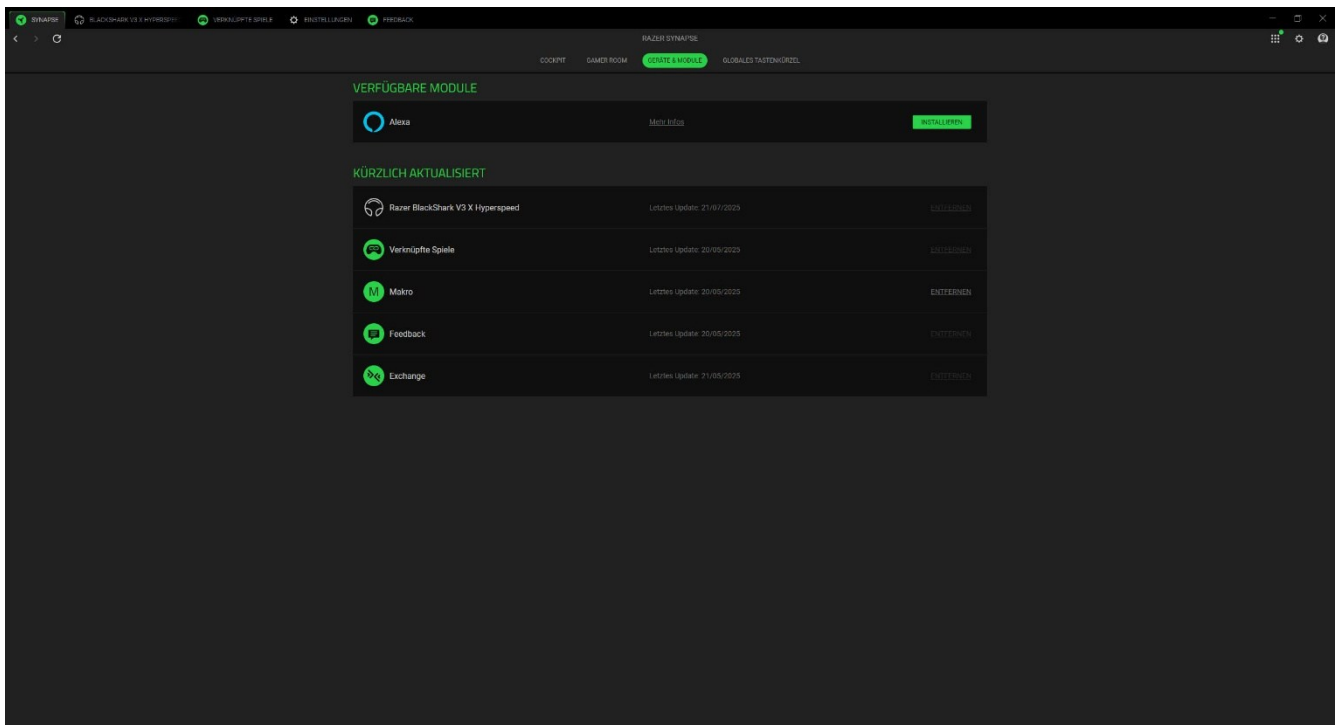 SYNAPSE BLACKSHARK V3 X HYPERSPE VERKNÜPFTE SPIELE EINSTELLUNGEN FEEDBACK
RAZER SYNAPSE
COCKPIT GAMER ROOM GERÄTE & MODULE GLOBALES TASTENKÜRZEL
VERFÜGBARE MODULE
Alexa Mehr Infos INSTALLIEREN
KÜRZLICH AKTUALISIERT
Razer BlackShark V3 X Hyperspeed Letztes Update: 21/07/2025 ENTFERNEN
Verknüpfte Spiele Letztes Update: 20/05/2025 ENTFERNEN
M Makro Letztes Update: 20/05/2025 ENTFERNEN
Feedback Letztes Update: 20/05/2025 ENTFERNEN
Exchange Letztes Update: 21/05/2025 ENTFERNEN